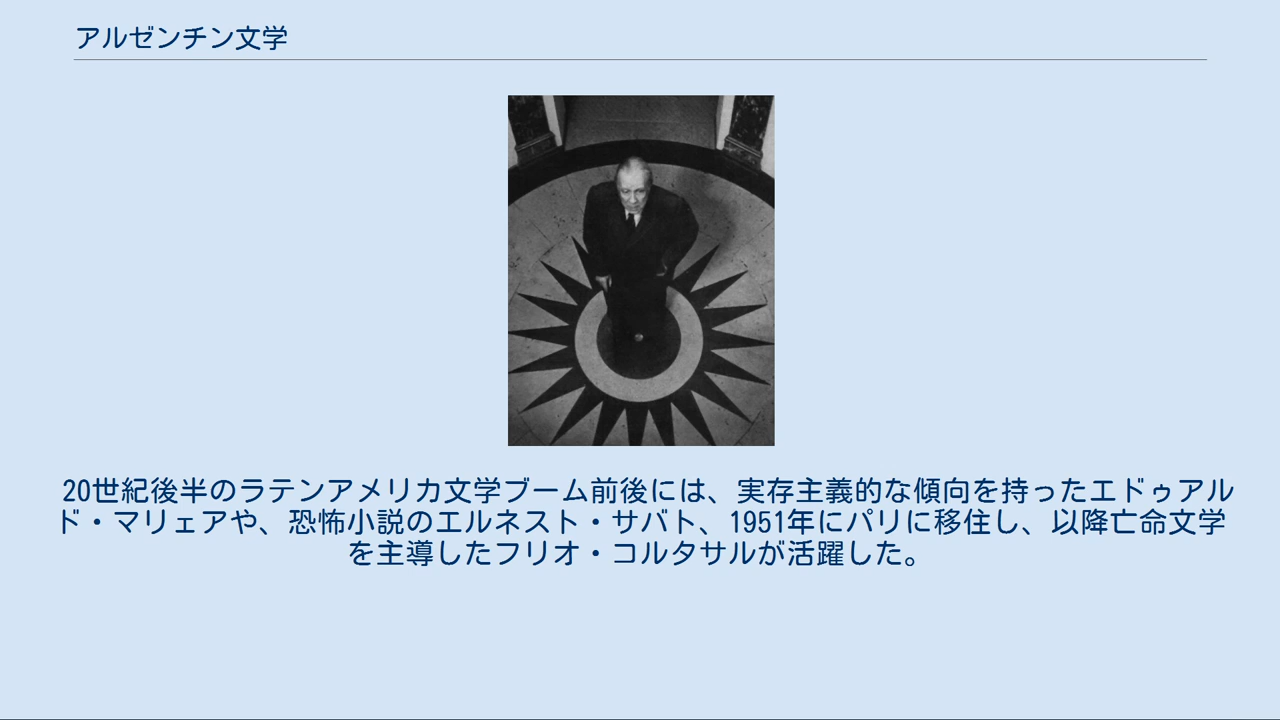 アルゼンチン文学
20世紀後半のラテンアメリカ文学ブーム前後には、実存主義的な傾向を持ったエドゥアル
ド・マリェアや、恐怖小説のエルネスト・サバト、1951年にパリに移住し、以降亡命文学
を主導したフリオ・コルタサルが活躍した。